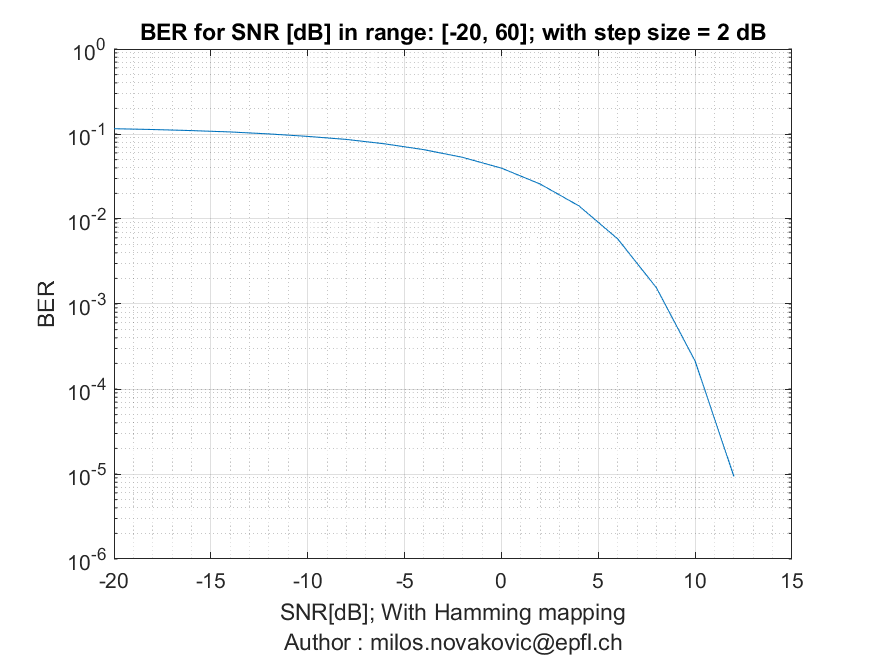 BER for SNR [dB] in range: [-20, 60]; with step size = 2 dB
10^0
10^-1
10^-2
10^-3
10^-4
10^-5
10^-6
BER
-20 -15 -10 -5 0 5 10 15
SNR[dB]; With Hamming mapping
Author : milos.novakovic@epfl.ch